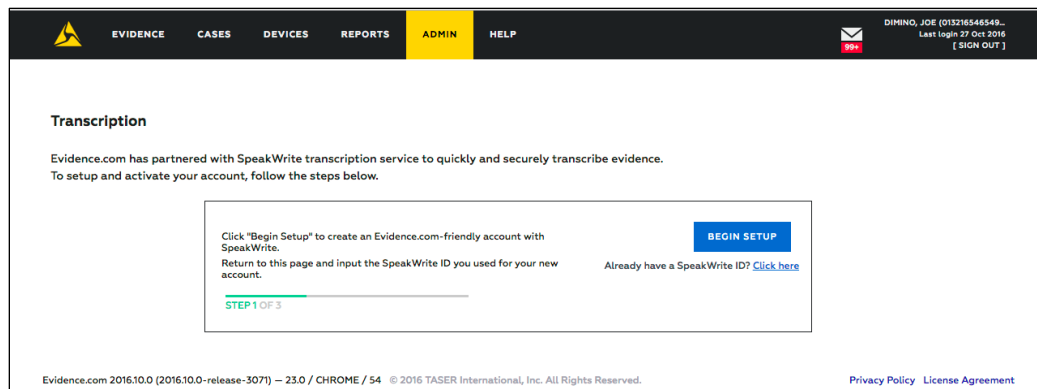 EVIDENCE CASES DEVICES REPORTS ADMIN HELP
99+
DIMINO, JOE (013216546549...
Last login 27 Oct 2016
[ SIGN OUT ]
Transcription
Evidence.com has partnered with SpeakWrite transcription service to quickly and securely transcribe evidence.
To setup and activate your account, follow the steps below.
Click "Begin Setup" to create an Evidence.com-friendly account with
SpeakWrite.
Return to this page and input the SpeakWrite ID you used for your new
account.
STEP 1 OF 3
BEGIN SETUP
Already have a SpeakWrite ID? Click here
Evidence.com 2016.10.0 (2016.10.0-release-3071) — 23.0 / CHROME / 54 © 2016 TASER International, Inc. All Rights Reserved.
Privacy Policy License Agreement